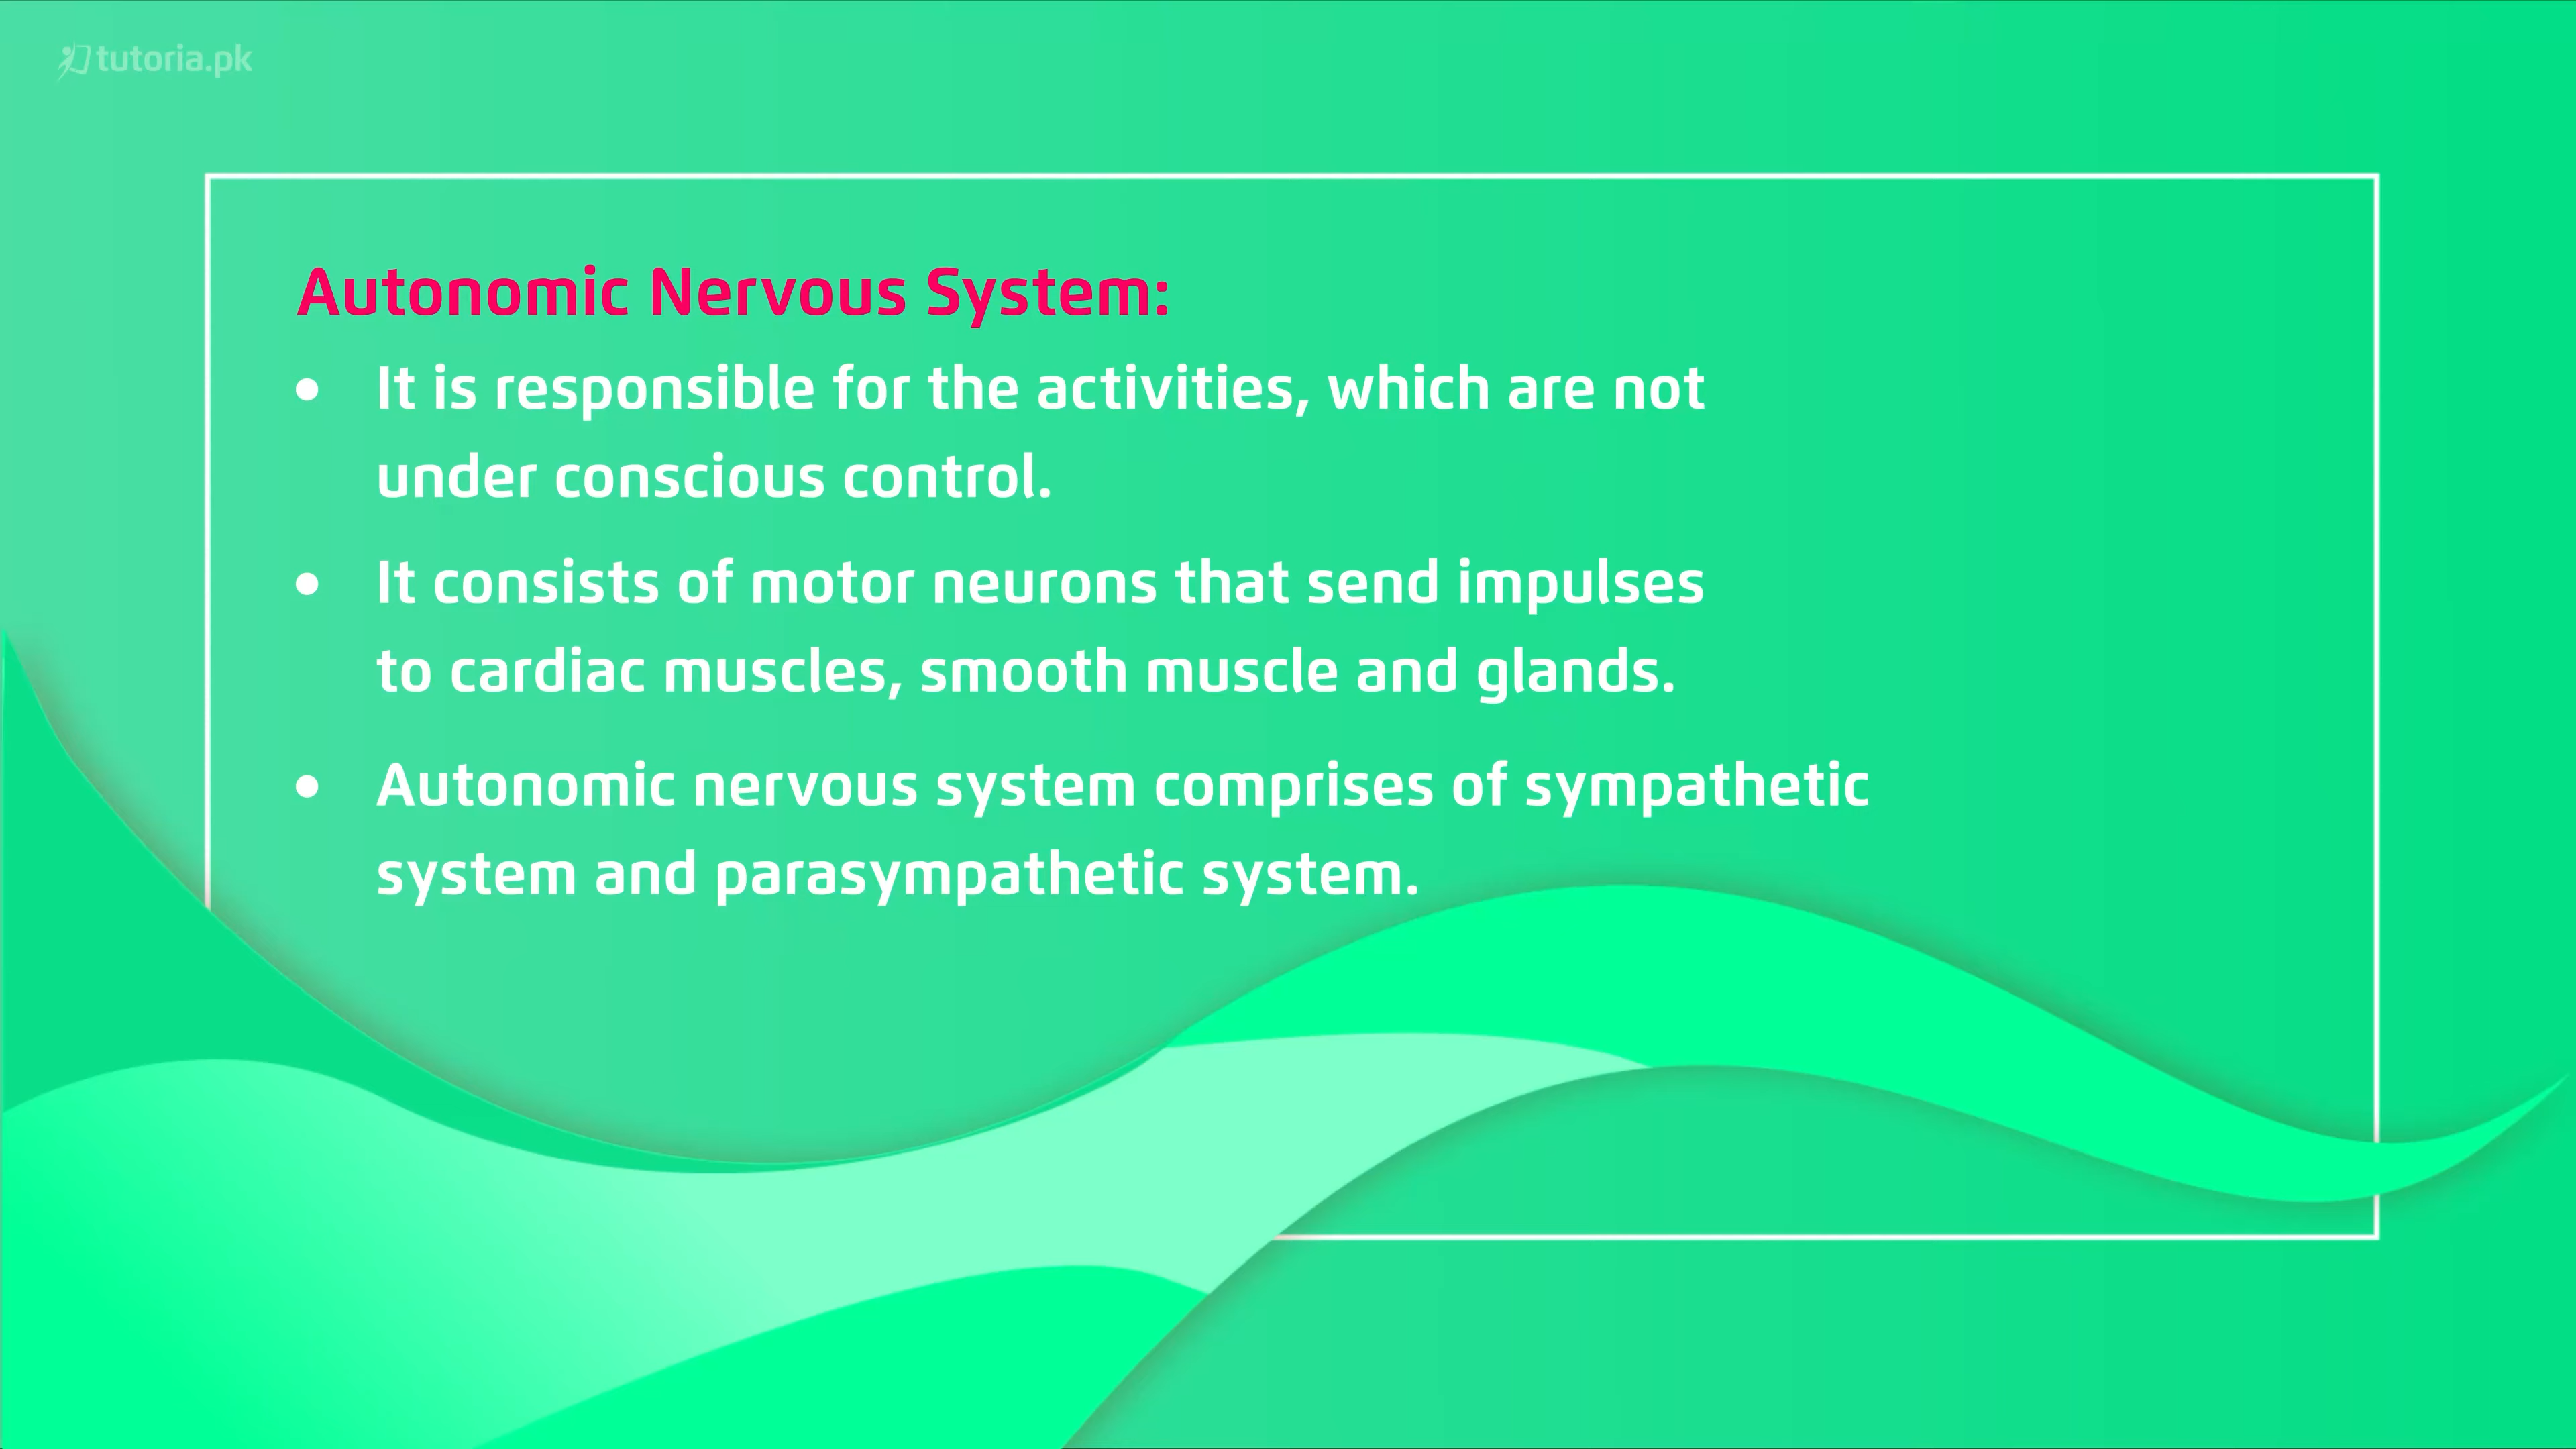 tutoria.pk
Autonomic Nervous System:
• It is responsible for the activities, which are not
under conscious control.
• It consists of motor neurons that send impulses
to cardiac muscles, smooth muscle and glands.
• Autonomic nervous system comprises of sympathetic
system and parasympathetic system.